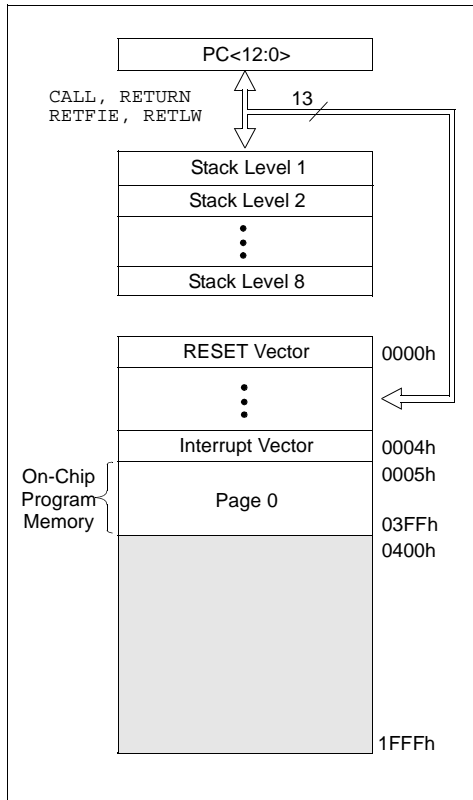 PC<12:0>
CALL, RETURN
RETFIE, RETLW
13
Stack Level 1
Stack Level 2
Stack Level 8
RESET Vector
0000h
Interrupt Vector
0004h
On-Chip
Program
Memory
Page 0
0005h
03FFh
0400h
1FFFh